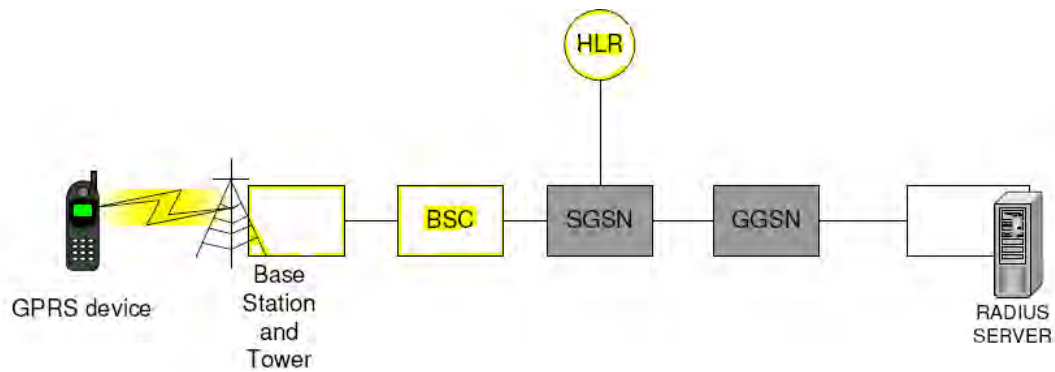 HLR
BSC
SGSN
GGSN
GPRS device
Base
Station
and
Tower
RADIUS
SERVER